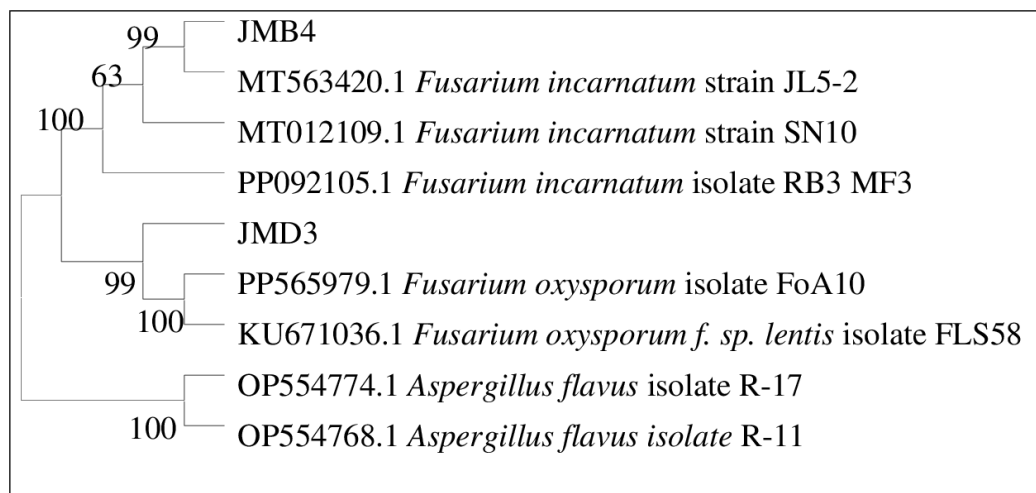 99
JMB4
63
MT563420.1 Fusarium incarnatum strain JL5-2
100
MT012109.1 Fusarium incarnatum strain SN10
PP092105.1 Fusarium incarnatum isolate RB3 MF3
JMD3
99
PP565979.1 Fusarium oxysporum isolate FoA10
100
KU671036.1 Fusarium oxysporum f. sp. lentis isolate FLS58
OP554774.1 Aspergillus flavus isolate R-17
100
OP554768.1 Aspergillus flavus isolate R-11